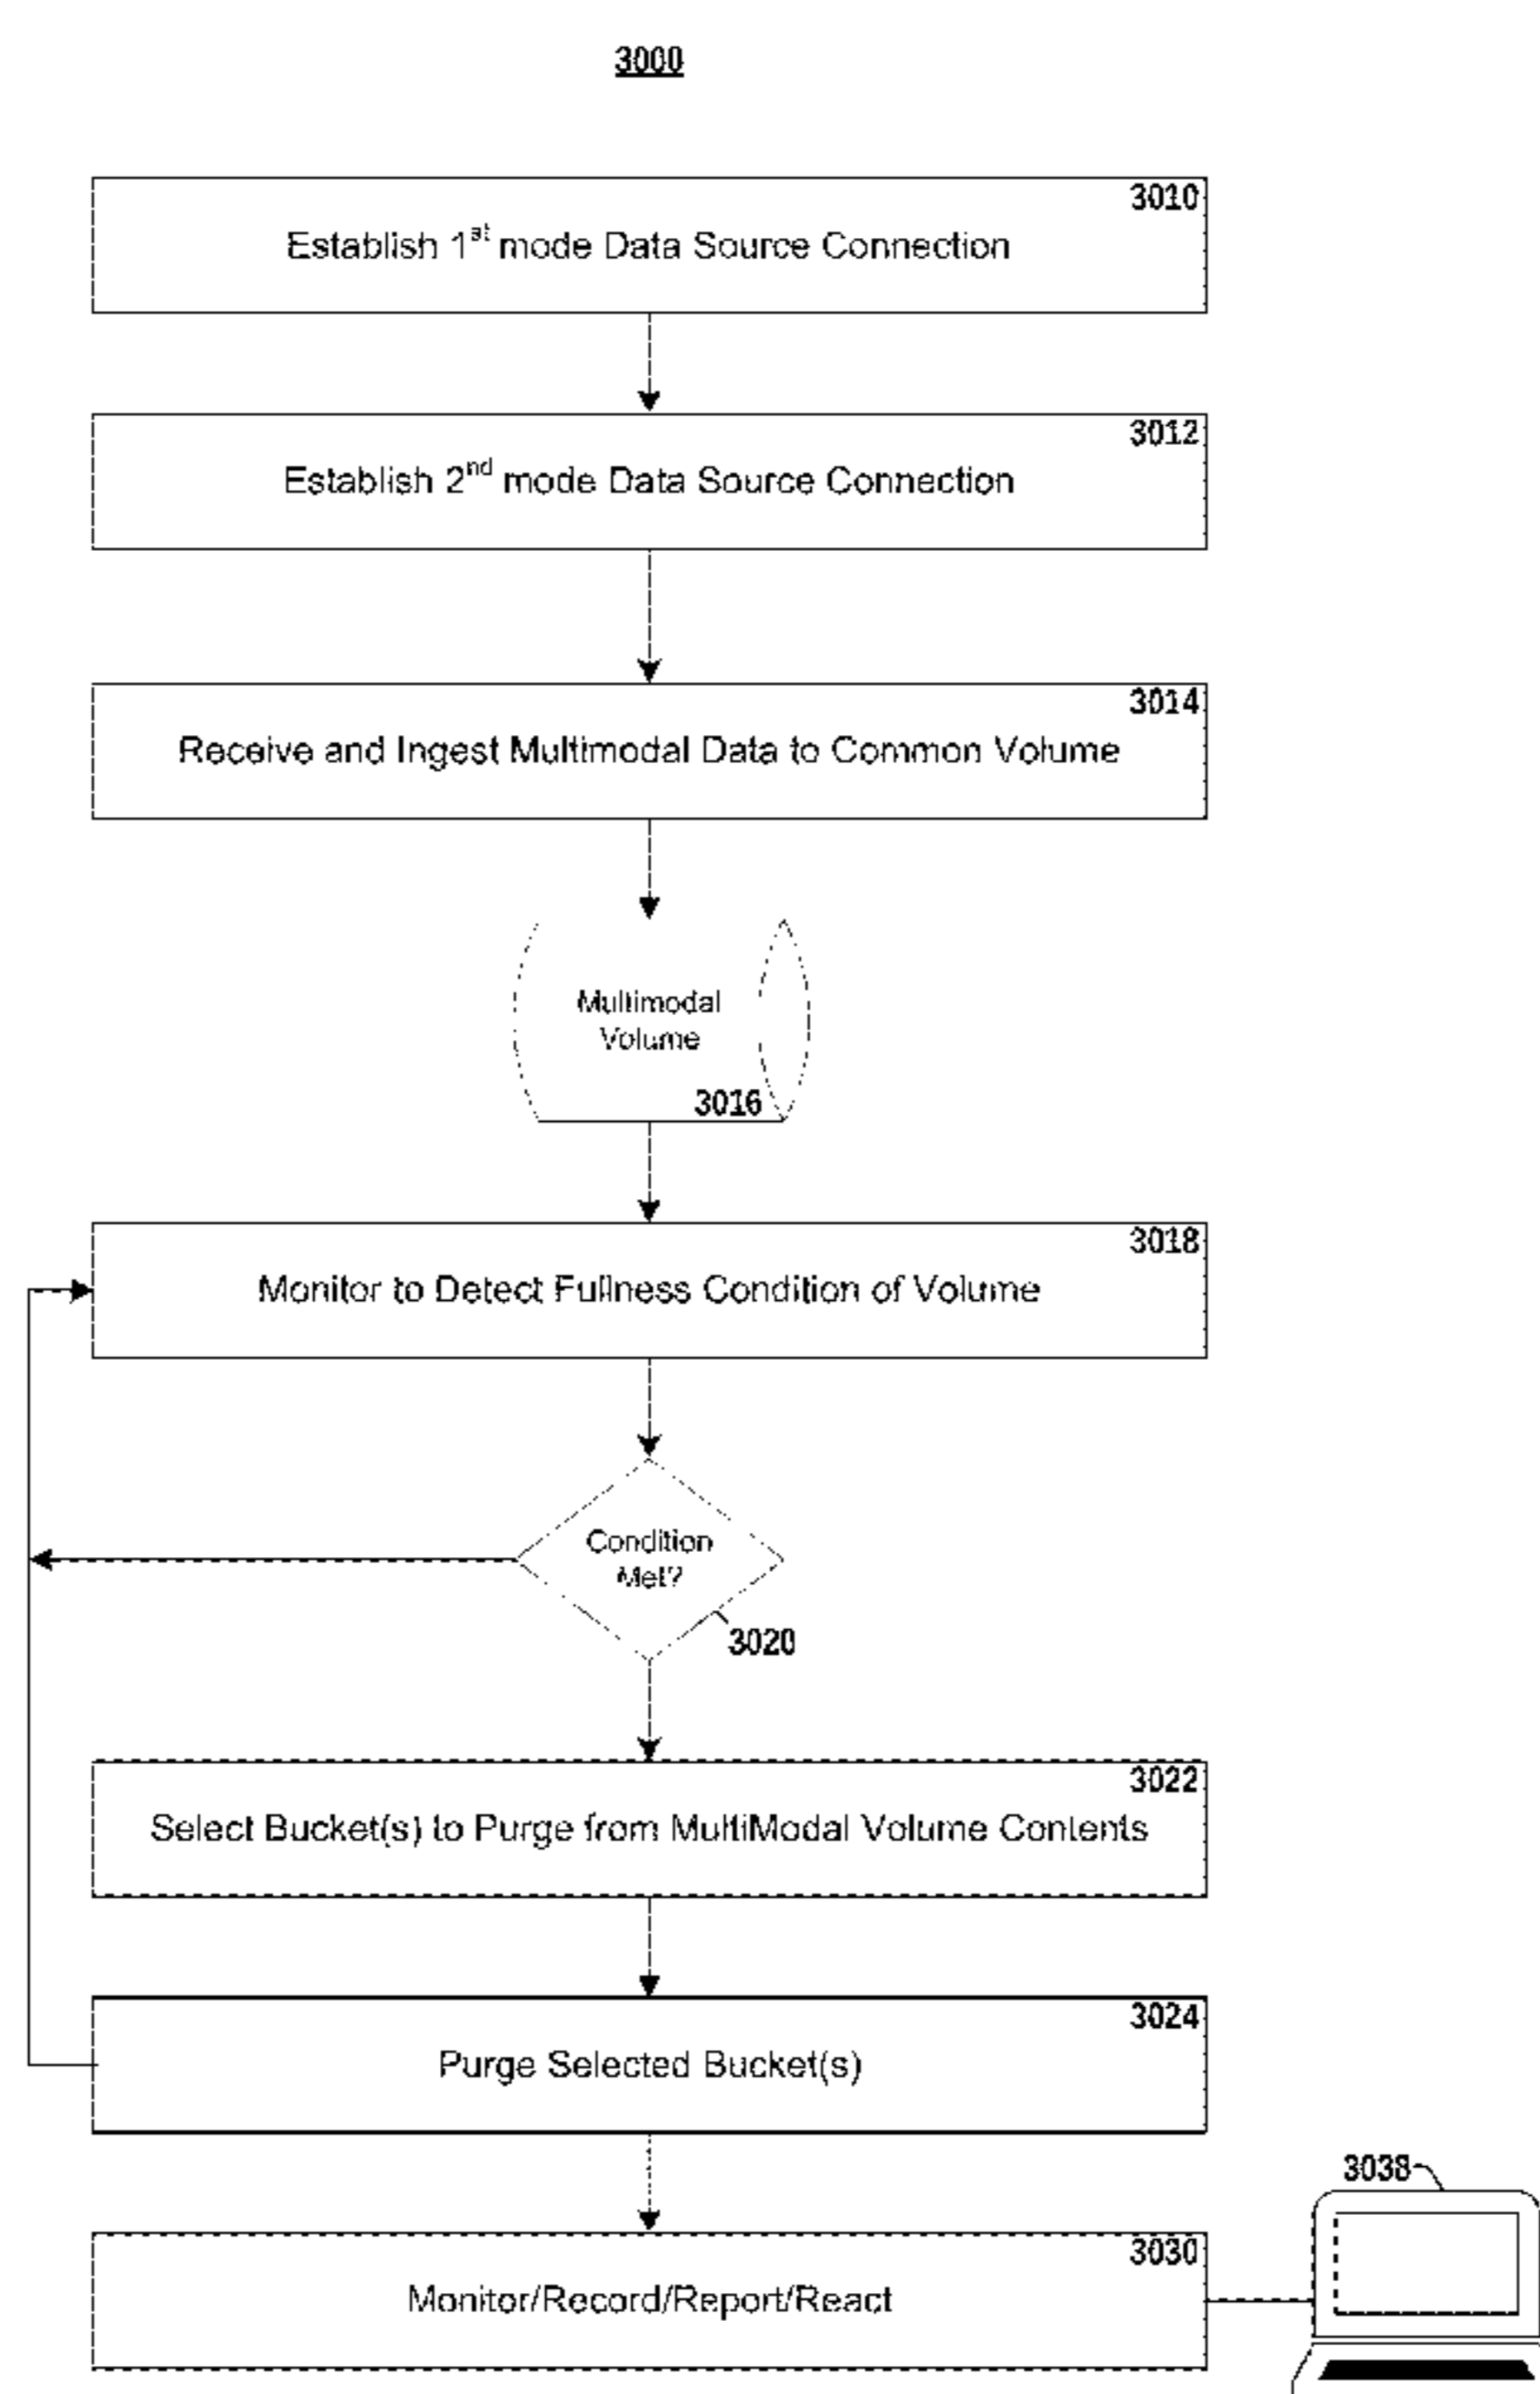 3000
3010
Establish 1st mode Data Source Connection
3012
Establish 2nd mode Data Source Connection
3014
Receive and Ingest Multimodal Data to Common Volume
Multimodal
Volume
3016
3018
Monitor to Detect Fullness Condition of Volume
Condition
Met?
3020
3022
Select Bucket(s) to Purge from MultiModal Volume Contents
3024
Purge Selected Bucket(s)
3038
3030
Monitor/Record/Report/React